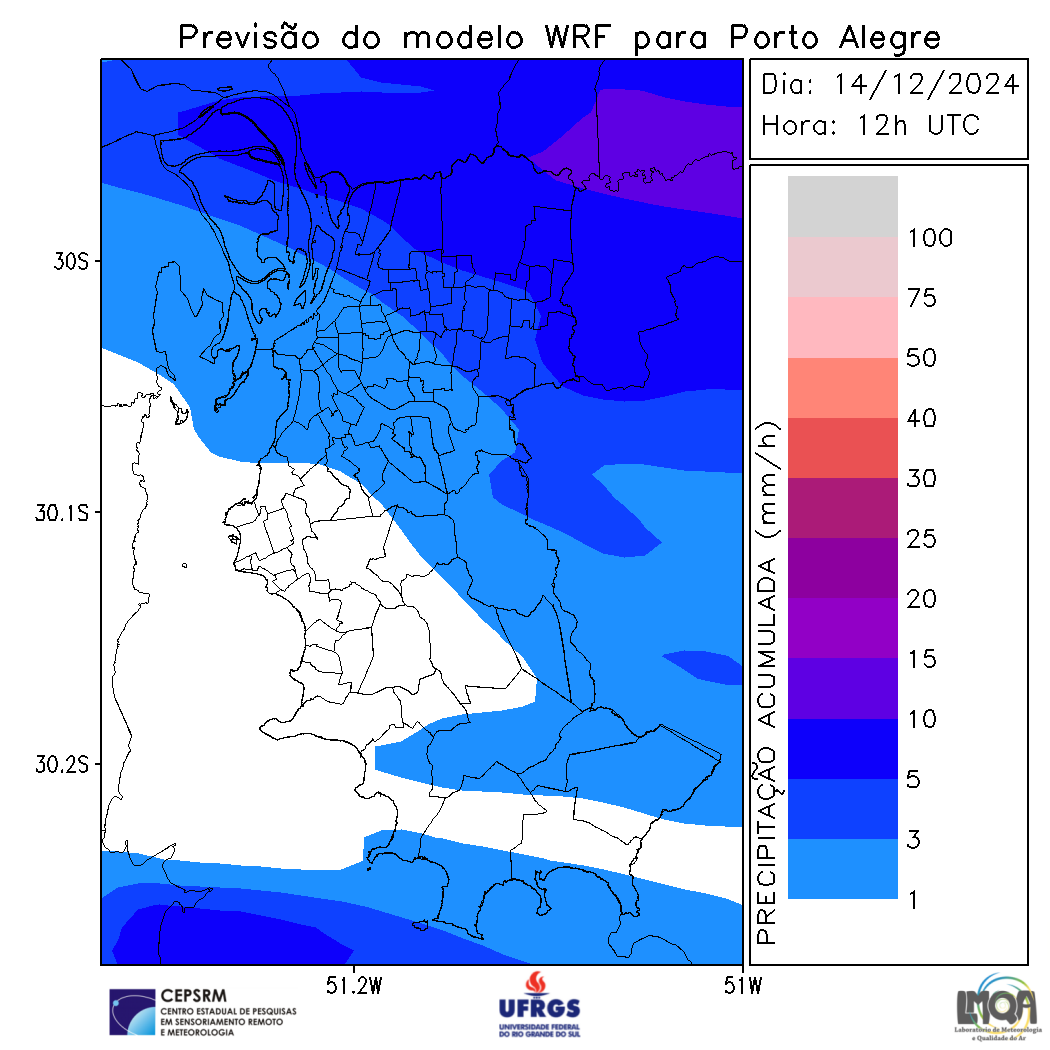 Previsão do modelo WRF para Porto Alegre
Dia: 14/12/2024
Hora: 12h UTC
30S
30.1S
30.2S
51.2W
51W
PRECIPITAÇÃO ACUMULADA (mm/h)
100
75
50
40
30
25
20
15
10
5
3
1
CEPSRM
CENTRO ESTADUAL DE PESQUISAS
EM SENSORIAMENTO REMOTO
E METEOROLOGIA
UFRGS
UNIVERSIDADE FEDERAL
DO RIO GRANDE DO SUL
LMQA
Laboratório de Meteorologia
e Qualidade do Ar